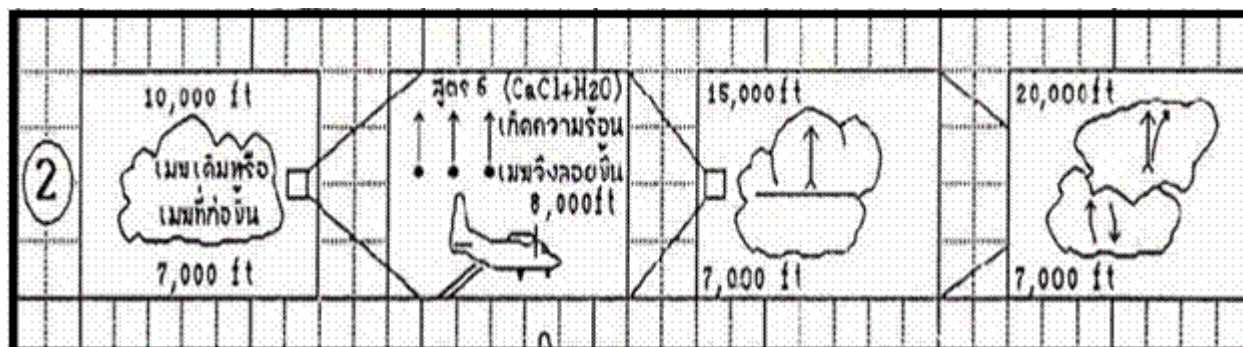 2
10,000 ft
เมฆเดิมหรือ
เมฆที่ก่อขึ้น
7,000 ft
สูตร 6 (CaCl+H2O)
เกิดความร้อน
เมฆจึงลอยขึ้น
8,000ft
15,000ft
7,000 ft
20,000ft
7,000 ft